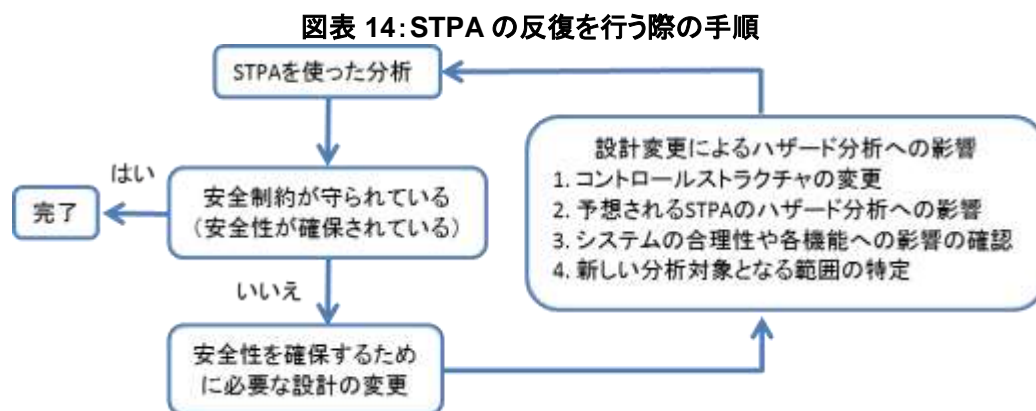 図表 14:STPA の反復を行う際の手順
STPAを使った分析
設計変更によるハザード分析への影響
1. コントロールストラクチャの変更
2. 予想されるSTPAのハザード分析への影響
3. システムの合理性や各機能への影響の確認
4. 新しい分析対象となる範囲の特定
はい
完了
安全制約が守られている
（安全性が確保されている）
いいえ
安全性を確保するため
に必要な設計の変更